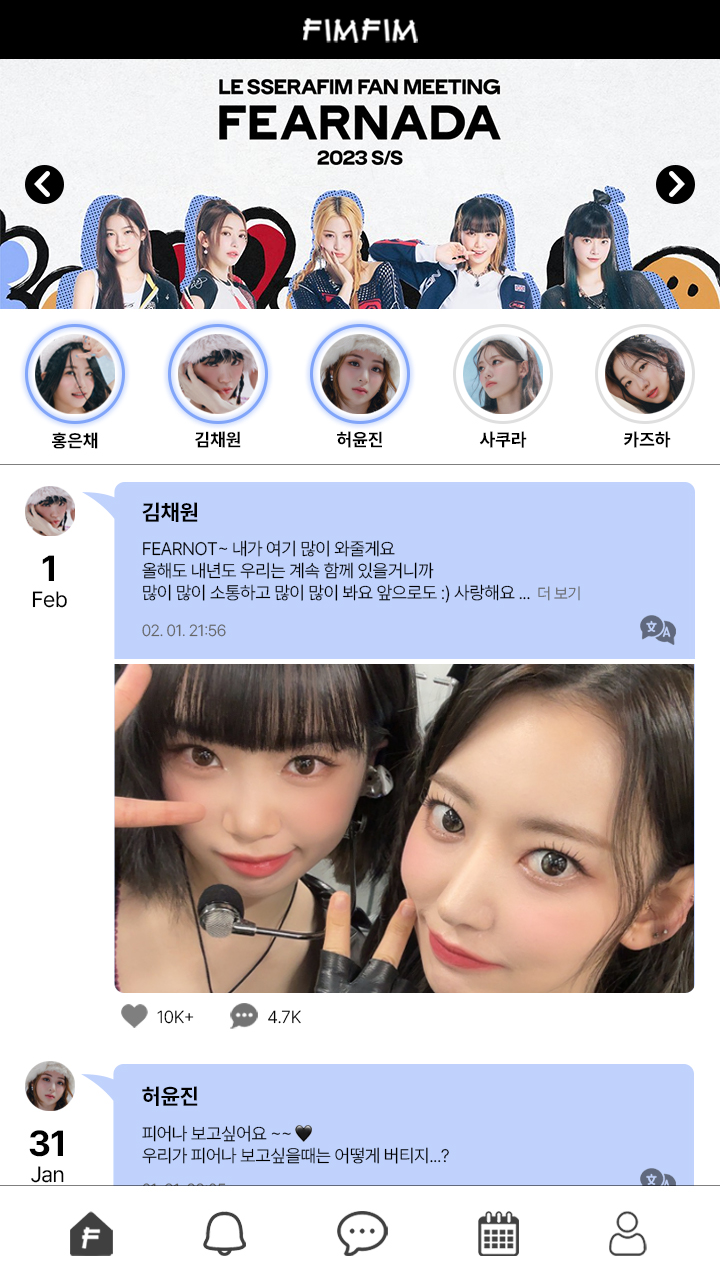 FIMFIM
LE SSERAFIM FAN MEETING
FEARNADA
2023 S/S
홍은채
김채원
허윤진
사쿠라
카즈하
김채원
1
Feb
FEARNOT~ 내가 여기 많이 와줄게요
올해도 내년도 우리는 계속 함께 있을거니까
많이 많이 소통하고 많이 많이 봐요 앞으로도 :) 사랑해요 ... 더 보기
02. 01. 21:56
文A
10K+
4.7K
허윤진
31
Jan
피어나 보고싶어요 ~~🖤
우리가 피어나 보고싶을때는 어떻게 버티지...?
F